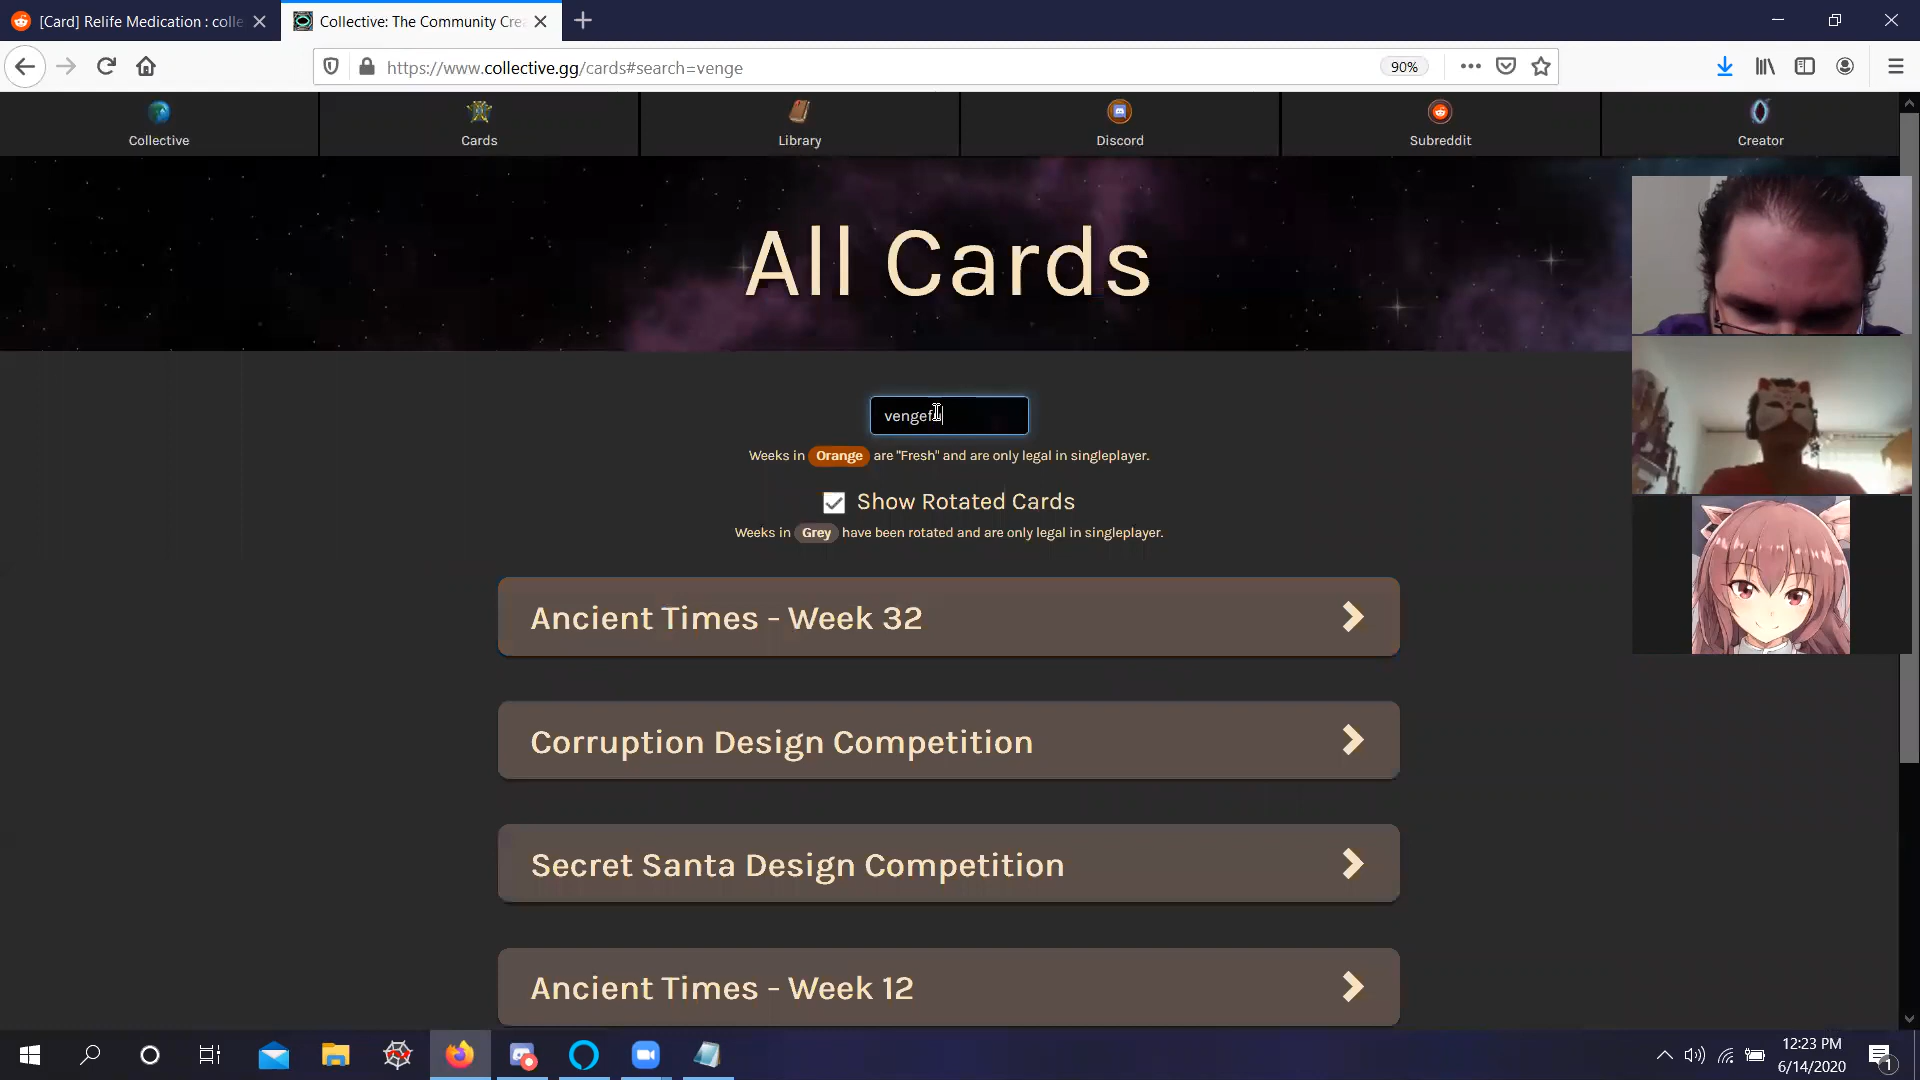 [Card] Relife Medication : colle
Collective: The Community Crea
https://www.collective.gg/cards#search=venge
90%
Collective
Cards
Library
Discord
Subreddit
Creator
All Cards
vengefu
Weeks in Orange are "Fresh" and are only legal in singleplayer.
Show Rotated Cards
Weeks in Grey have been rotated and are only legal in singleplayer.
Ancient Times - Week 32
Corruption Design Competition
Secret Santa Design Competition
Ancient Times - Week 12
12:23 PM
6/14/2020
1